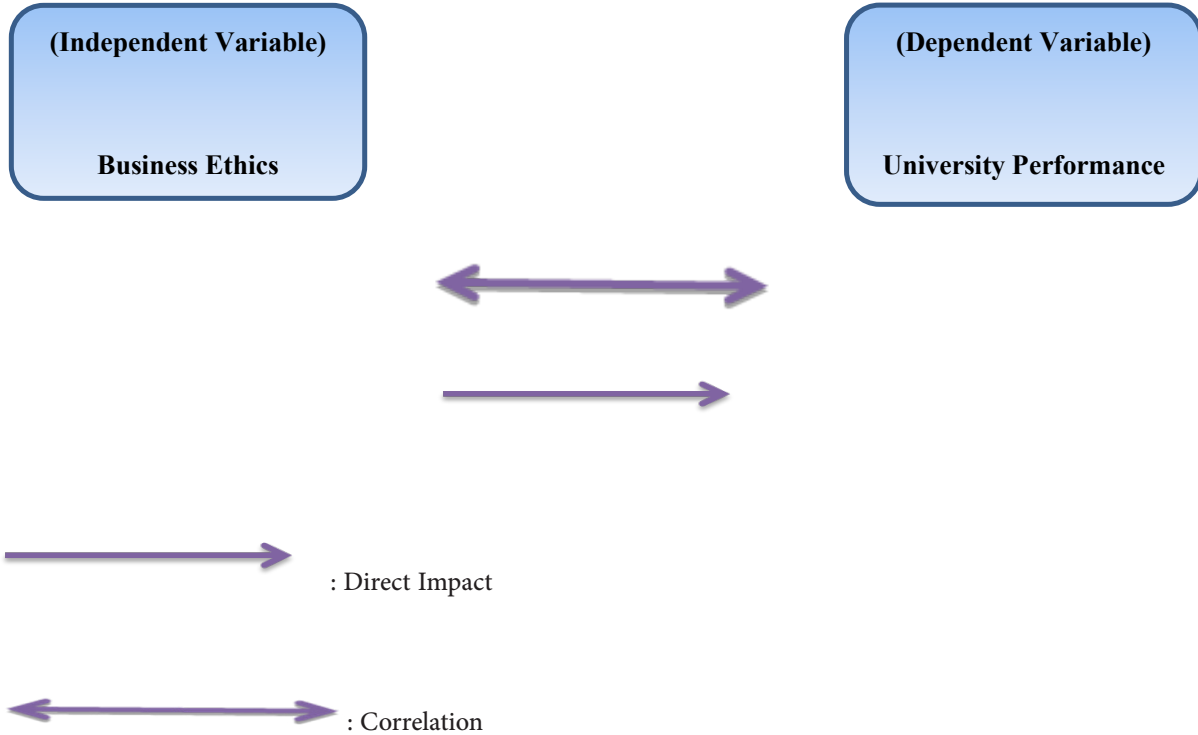 (Independent Variable)
Business Ethics
(Dependent Variable)
University Performance
: Direct Impact
: Correlation